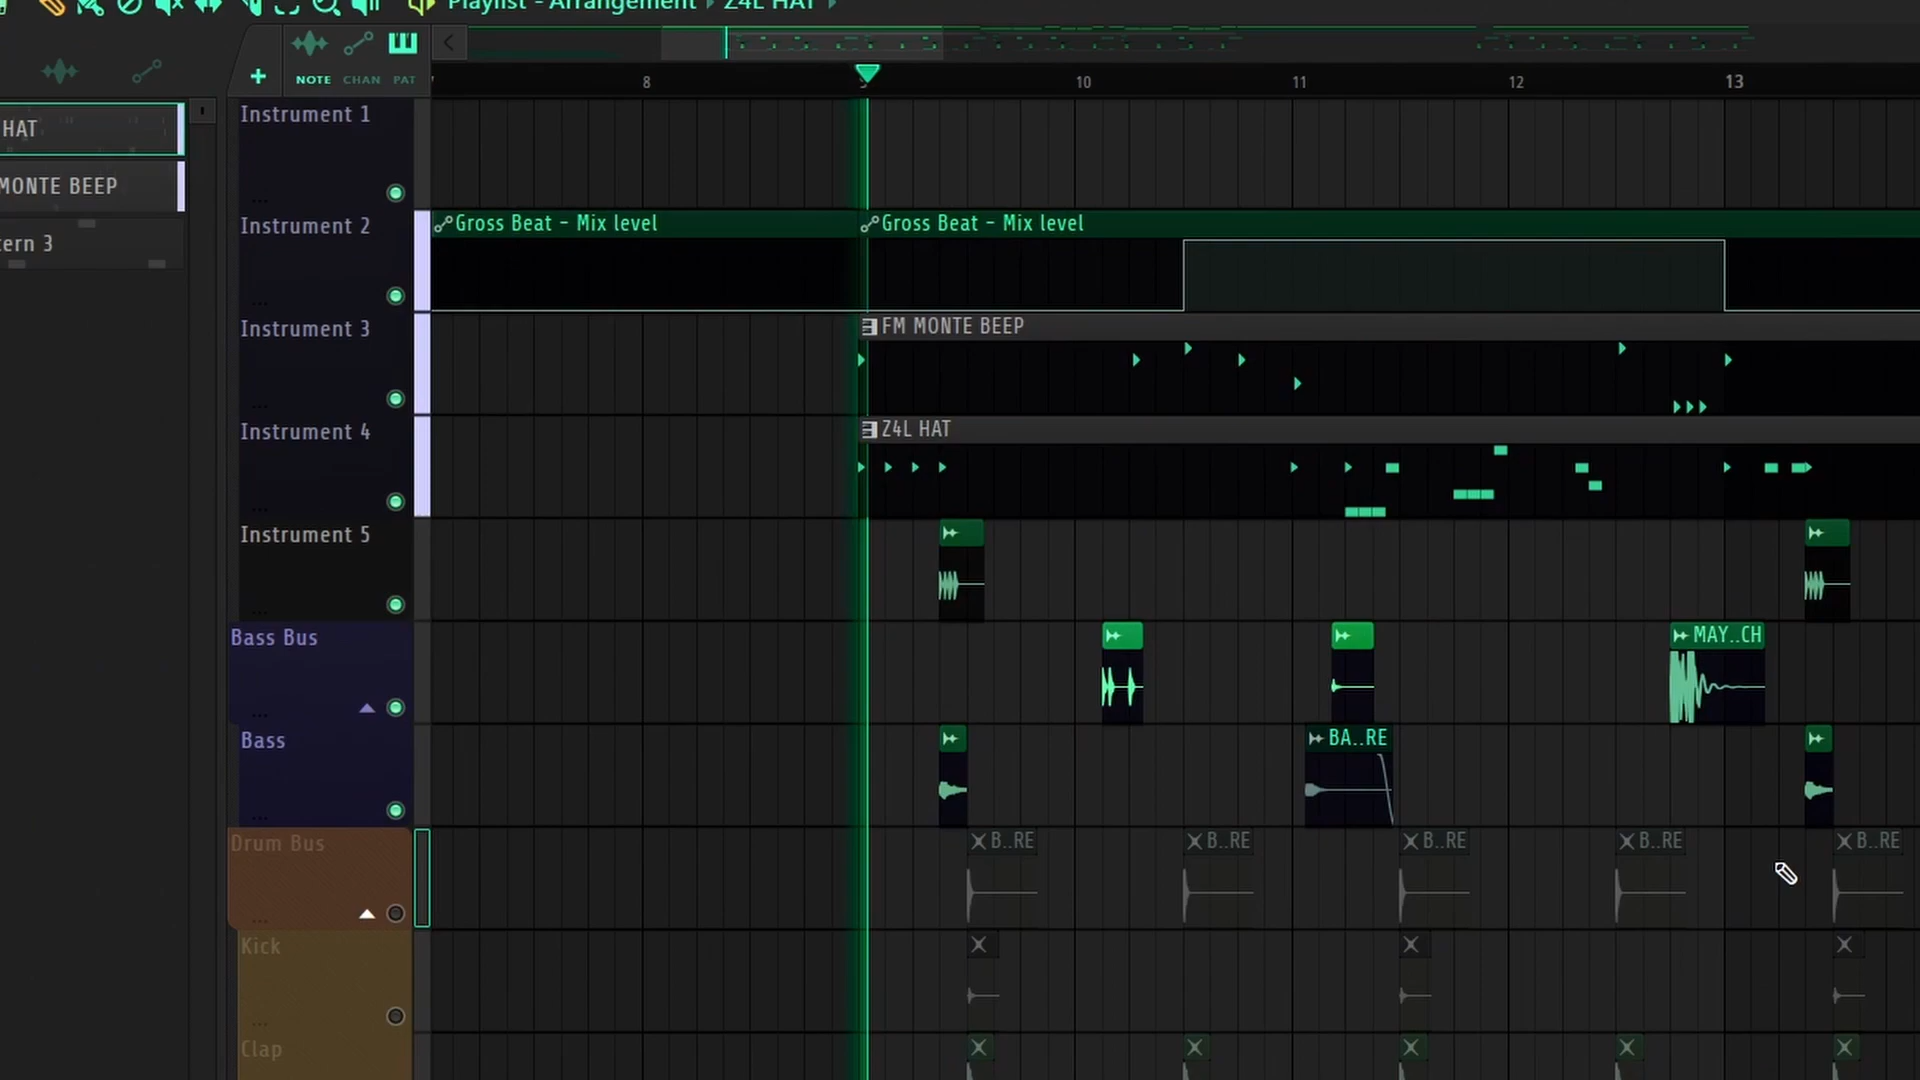 Playlist - Arrangement ▸ Z4L HAT ▸
NOTE CHAN PAT
8 9 10 11 12 13
HAT
MONTE BEEP
tern 3
Instrument 1
Instrument 2
Gross Beat - Mix level
Gross Beat - Mix level
Instrument 3
FM MONTE BEEP
Instrument 4
Z4L HAT
Instrument 5
Bass Bus
MAY..CH
Bass
BA..RE
Drum Bus
B..RE B..RE B..RE B..RE B..RE
Kick
Clap